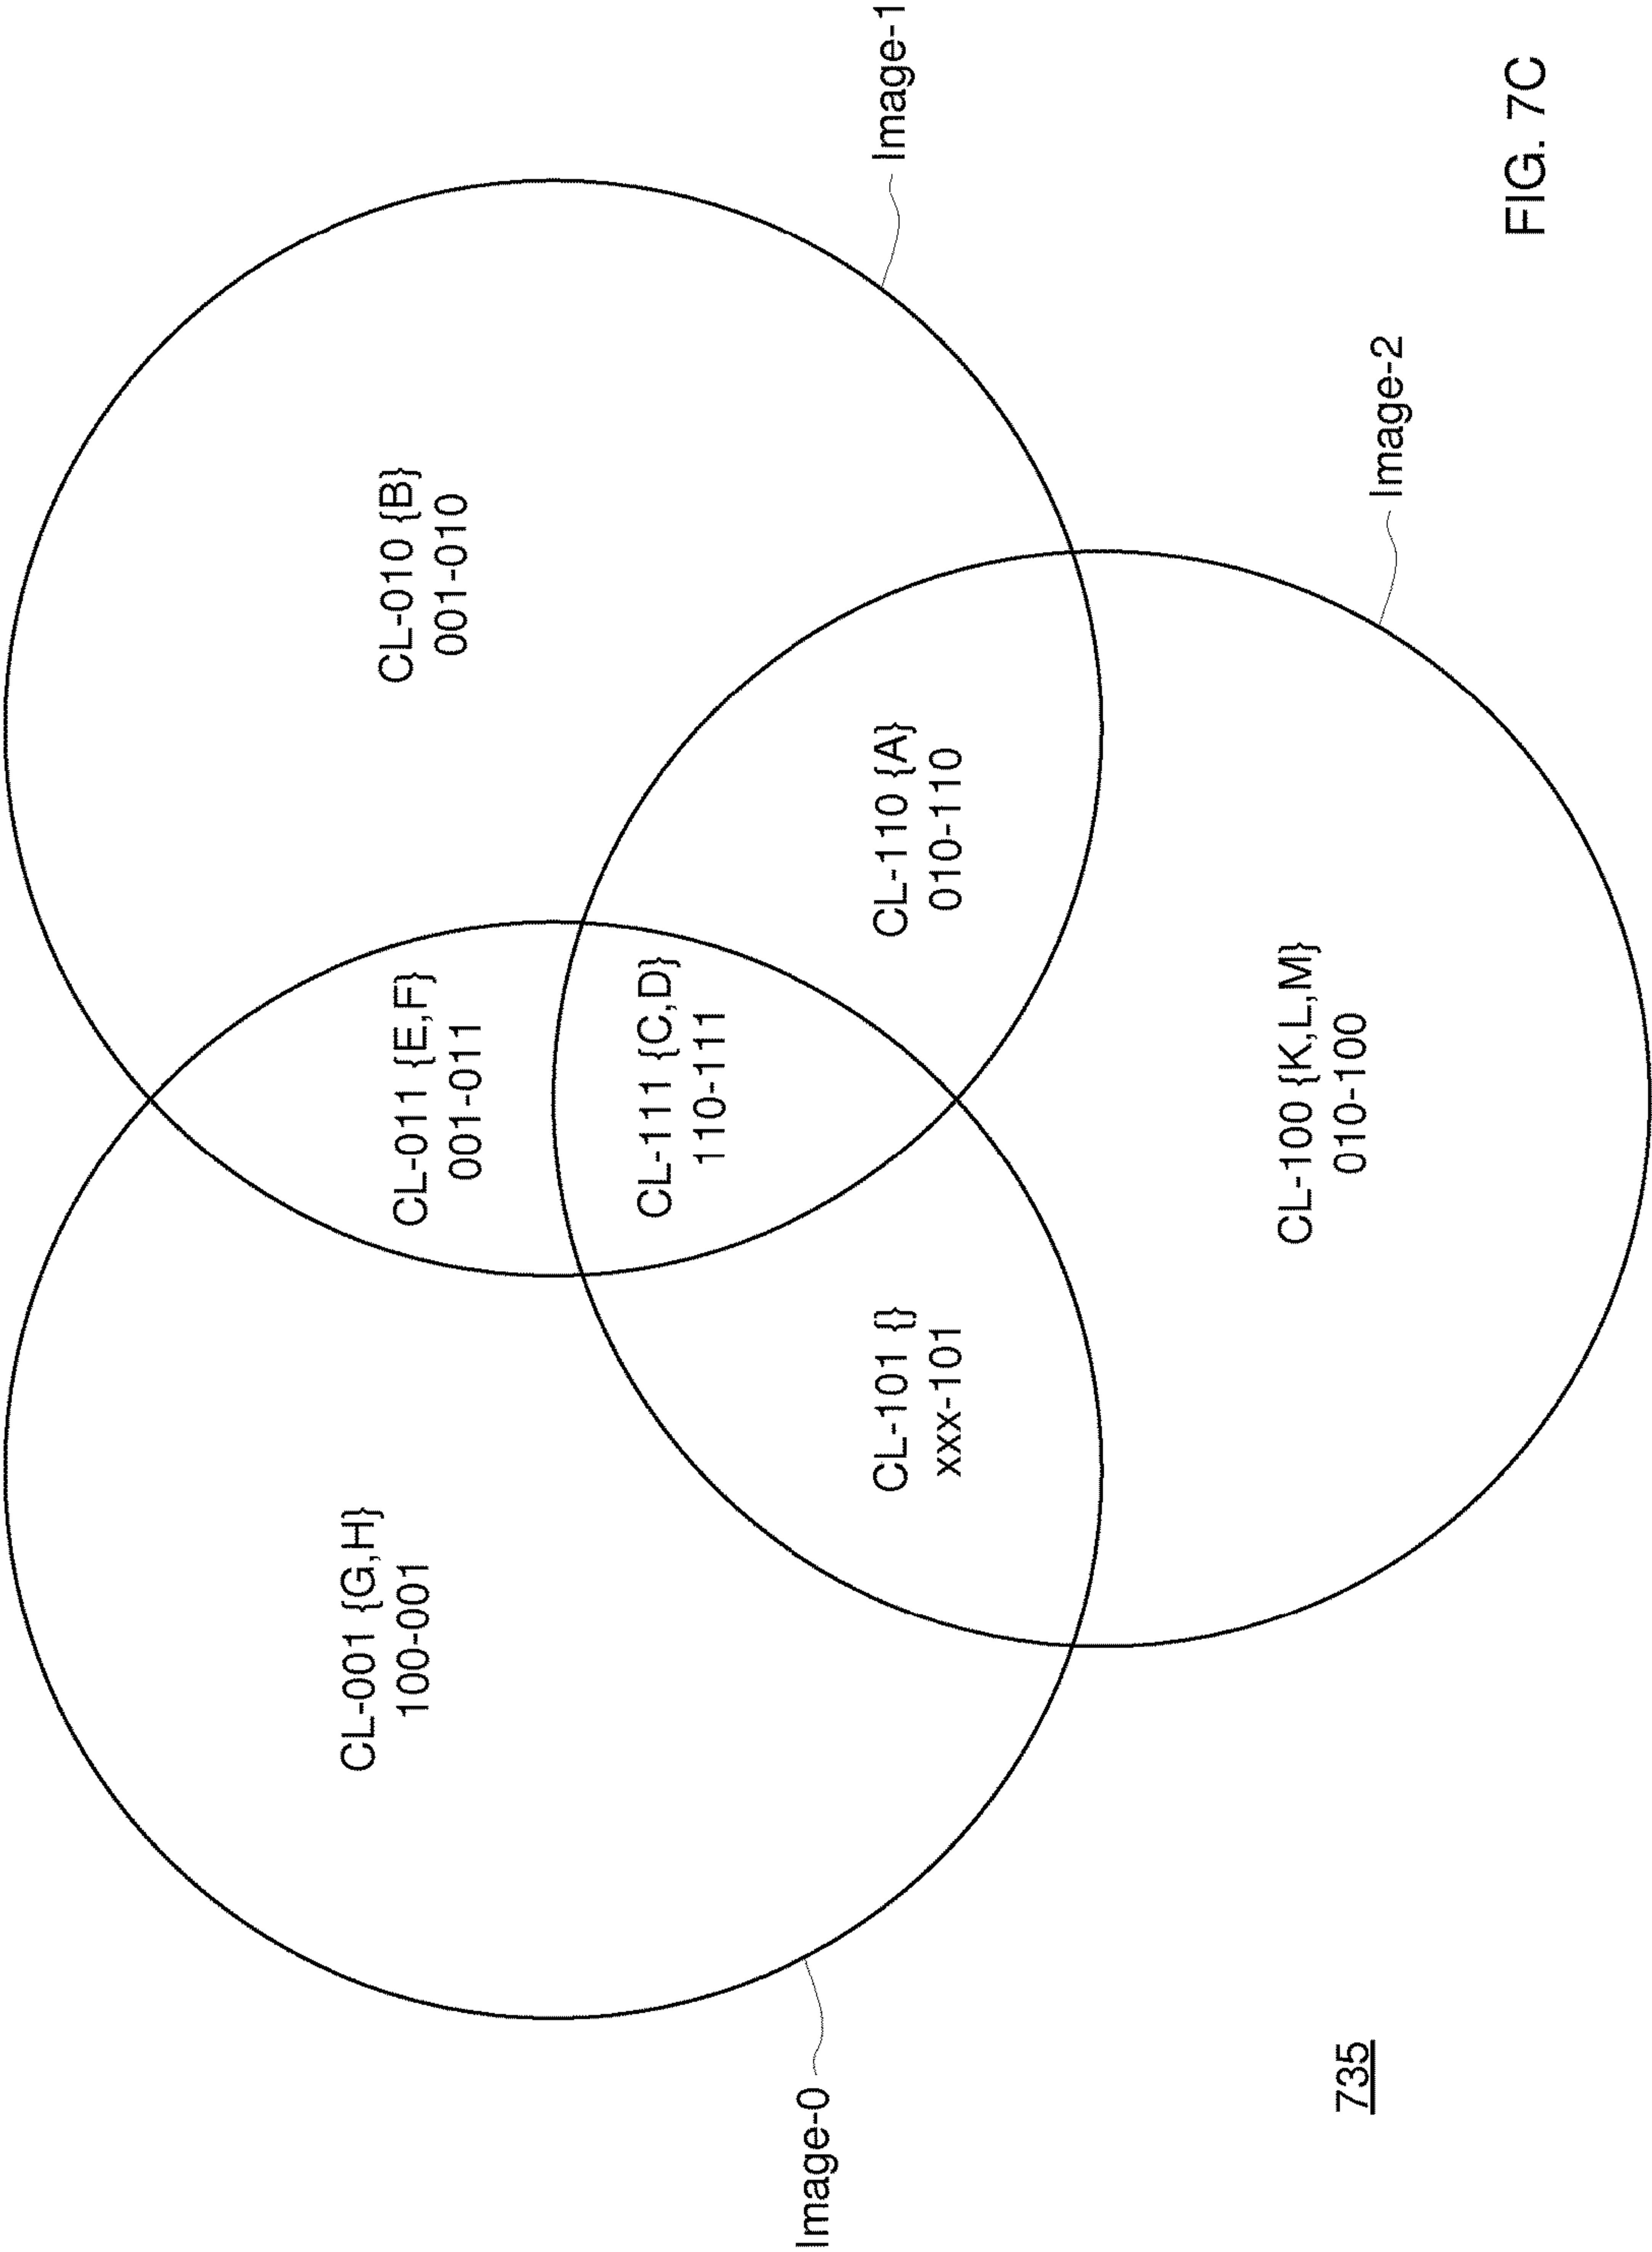 CL-001 {G,H}
100-001
CL-011 {E,F}
001-011
CL-010 {B}
001-010
CL-111 {C,D}
110-111
CL-101 {}
xxx-101
CL-110 {A}
010-110
CL-100 {K,L,M}
010-100
Image-0
Image-1
Image-2
735
FIG. 7C